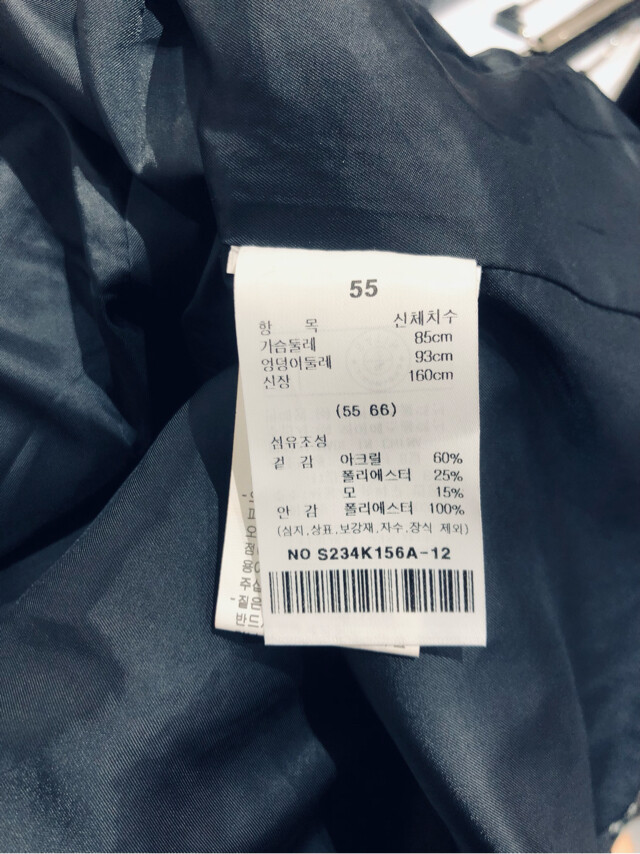 55
항 목 신체치수
가슴둘레 85cm
엉덩이둘레 93cm
신장 160cm
(55 66)
섬유조성
겉 감 아크릴 60%
폴리에스터 25%
모 15%
안 감 폴리에스터 100%
(심지,상표,보강재,자수,장식 제외)
NO S234K156A-12